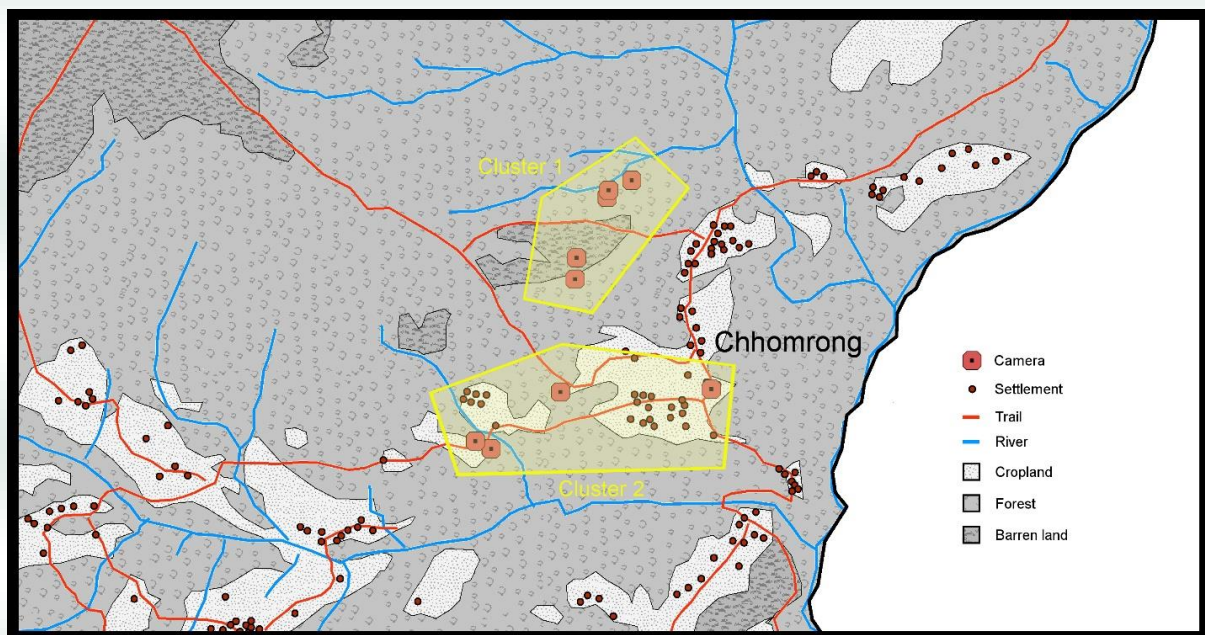 Cluster 1
Chhomrong
Cluster 2
Camera
Settlement
Trail
River
Cropland
Forest
Barren land